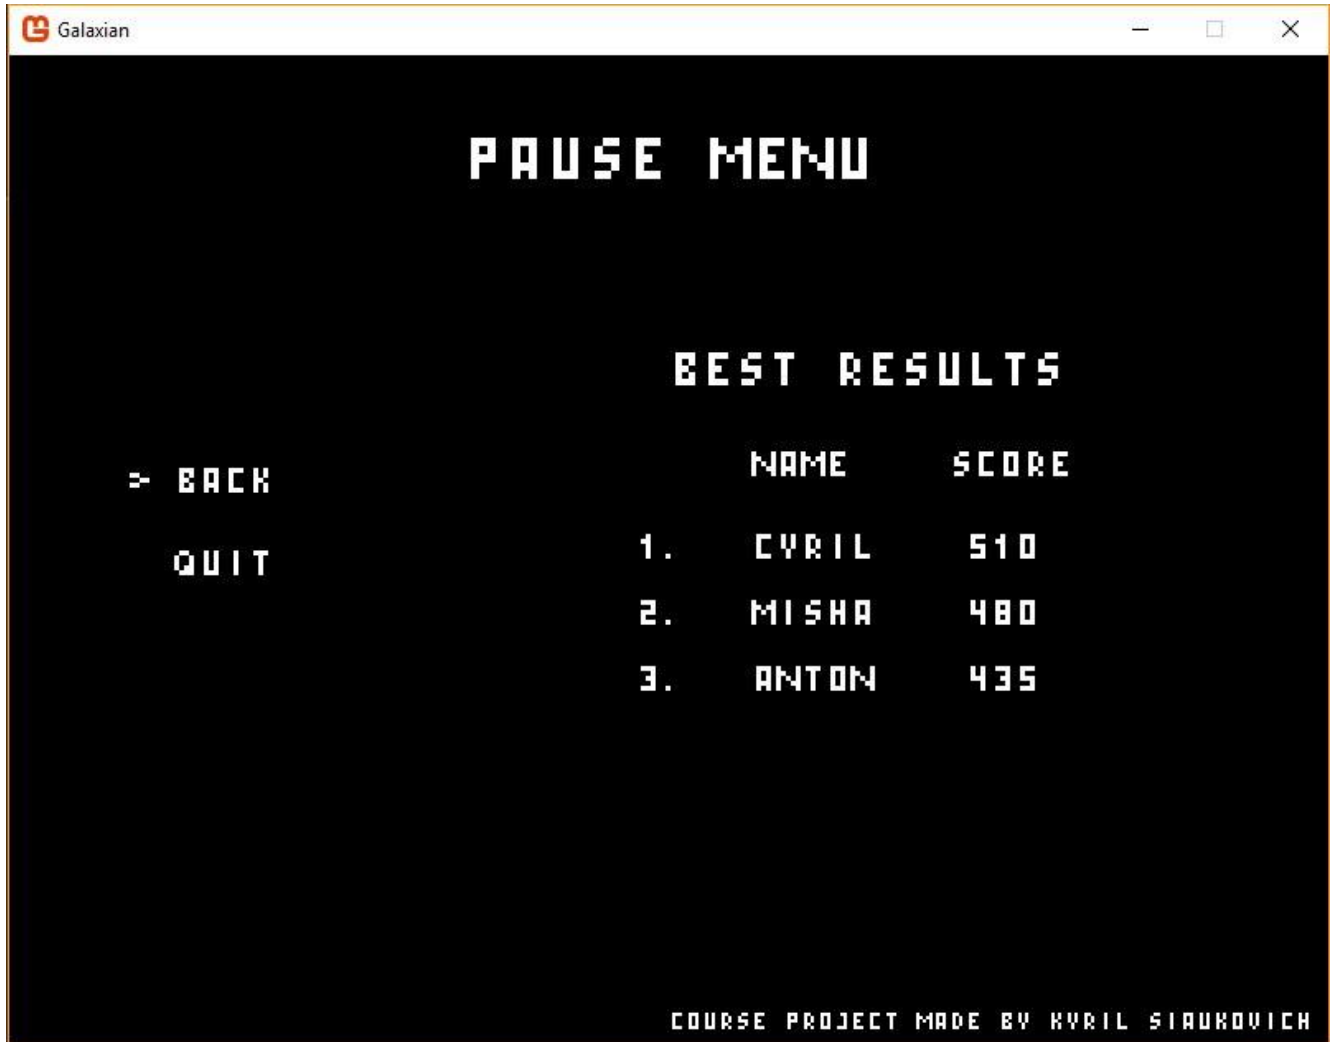 Galaxian
PAUSE MENU
BEST RESULTS
NAME SCORE
> BACK
QUIT
1. CYRIL 510
2. MISHA 480
3. ANTON 435
COURSE PROJECT MADE BY KYRIL SIAUKOVICH